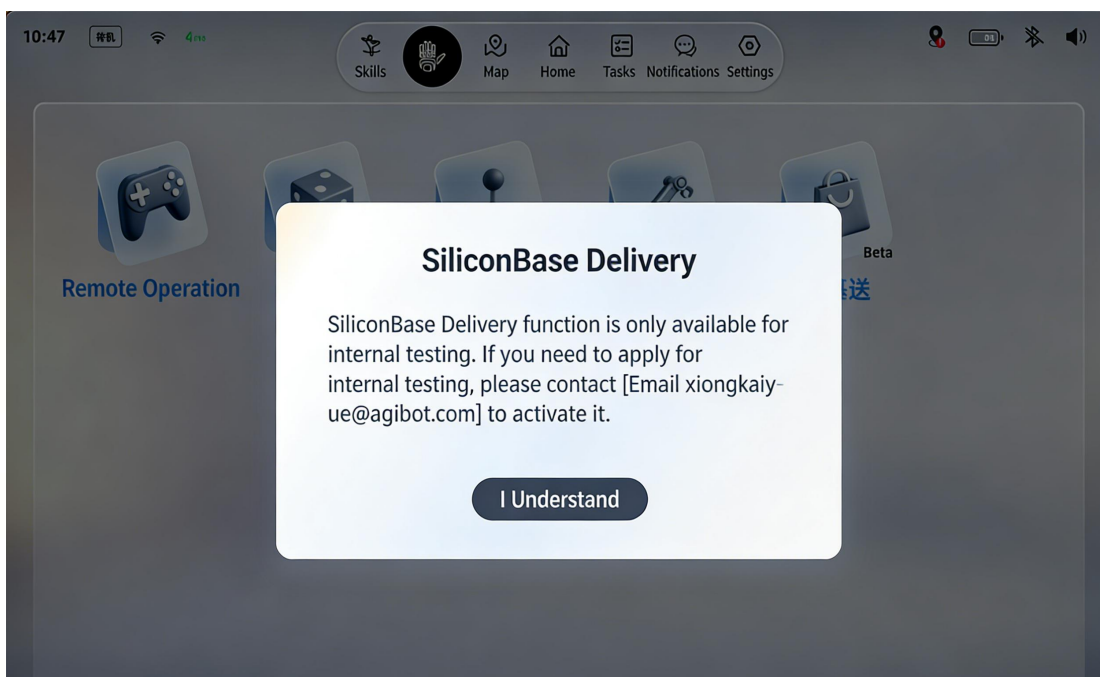 10:47
Skills
Map
Home
Tasks
Notifications
Settings
Remote Operation
Beta
送
SiliconBase Delivery
SiliconBase Delivery function is only available for
internal testing. If you need to apply for
internal testing, please contact [Email xiongkaiy-
ue@agibot.com] to activate it.
I Understand